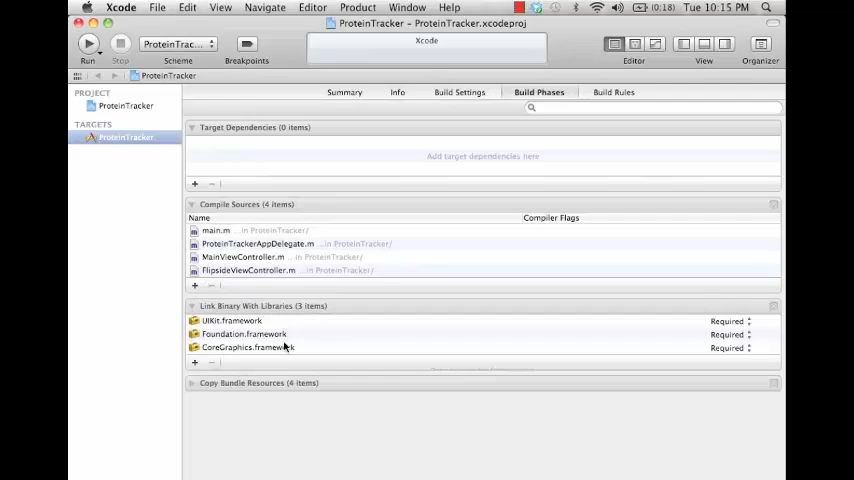 Xcode File Edit View Navigate Editor Product Window Help (0:18) Tue 10:15 PM
ProteinTracker – ProteinTracker.xcodeproj
ProteinTrac... Xcode
Run Stop Scheme Breakpoints Editor View Organizer
ProteinTracker
PROJECT
ProteinTracker
TARGETS
ProteinTracker
Summary Info Build Settings Build Phases Build Rules
Target Dependencies (0 items)
Add target dependencies here
Compile Sources (4 items)
Name Compiler Flags
main.m ...in ProteinTracker/
ProteinTrackerAppDelegate.m ...in ProteinTracker/
MainViewController.m ...in ProteinTracker/
FlipsideViewController.m ...in ProteinTracker/
Link Binary With Libraries (3 items)
UIKit.framework Required
Foundation.framework Required
CoreGraphics.framework Required
Copy Bundle Resources (4 items)